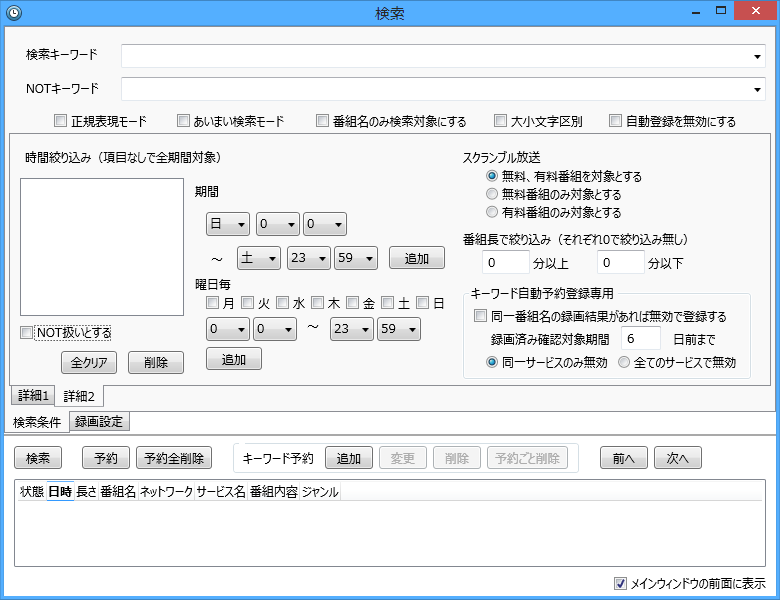 検索
検索キーワード
NOTキーワード
正規表現モード あいまい検索モード 番組名のみ検索対象にする 大小文字区別 自動登録を無効にする
時間絞り込み（項目なしで全期間対象）
スクランブル放送
無料、有料番組を対象とする
期間
無料番組のみ対象とする
有料番組のみ対象とする
日 0 0
番組長で絞り込み（それぞれ0で絞り込み無し）
～ 土 23 59 追加
0 分以上 0 分以下
曜日毎
キーワード自動予約登録専用
月 火 水 木 金 土 日
同一番組名の録画結果があれば無効で登録する
NOT扱いとする
0 0 ～ 23 59
録画済み確認対象期間 6 日前まで
全クリア 削除 追加
同一サービスのみ無効 全てのサービスで無効
詳細1 詳細2
検索条件 録画設定
検索 予約 予約全削除 キーワード予約 追加 変更 削除 予約ごと削除 前へ 次へ
状態 日時 長さ 番組名 ネットワーク サービス名 番組内容 ジャンル
メインウィンドウの前面に表示